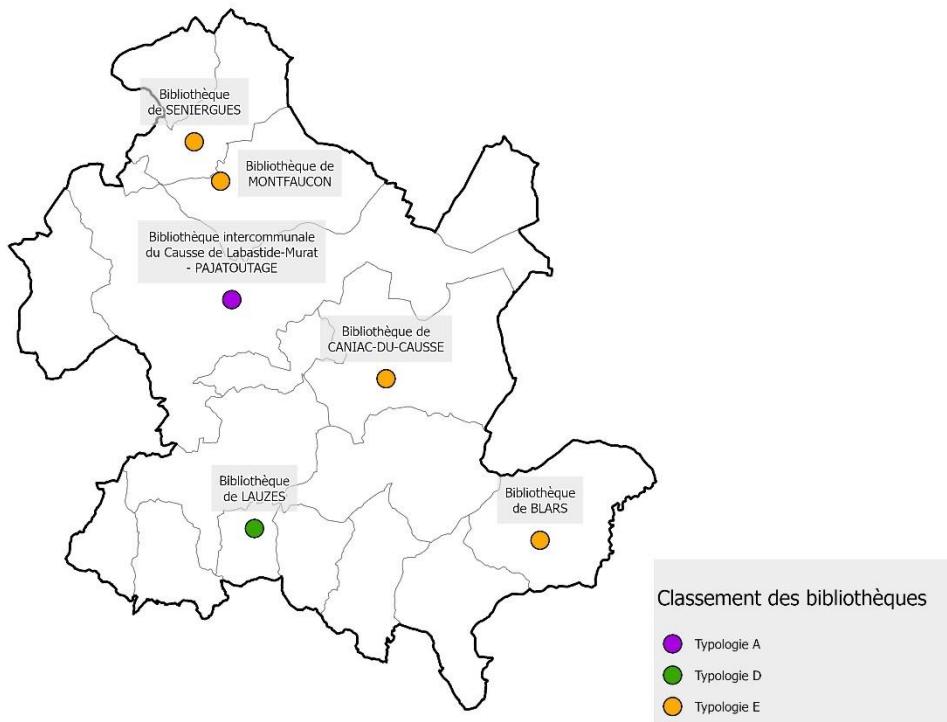 Bibliothèque
de SENIERGUES
Bibliothèque de
MONTFAUCON
Bibliothèque intercommunale
du Causse de Labastide-Murat
- PAJATOUTAGE
Bibliothèque de
CANIAC-DU-CAUSSE
Bibliothèque
de LAUZES
Bibliothèque
de BLARS
Classement des bibliothèques
Typologie A
Typologie D
Typologie E